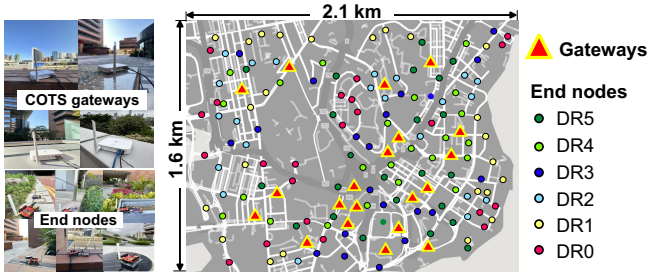 2.1 km
1.6 km
COTS gateways
End nodes
Gateways
End nodes
DR5
DR4
DR3
DR2
DR1
DR0